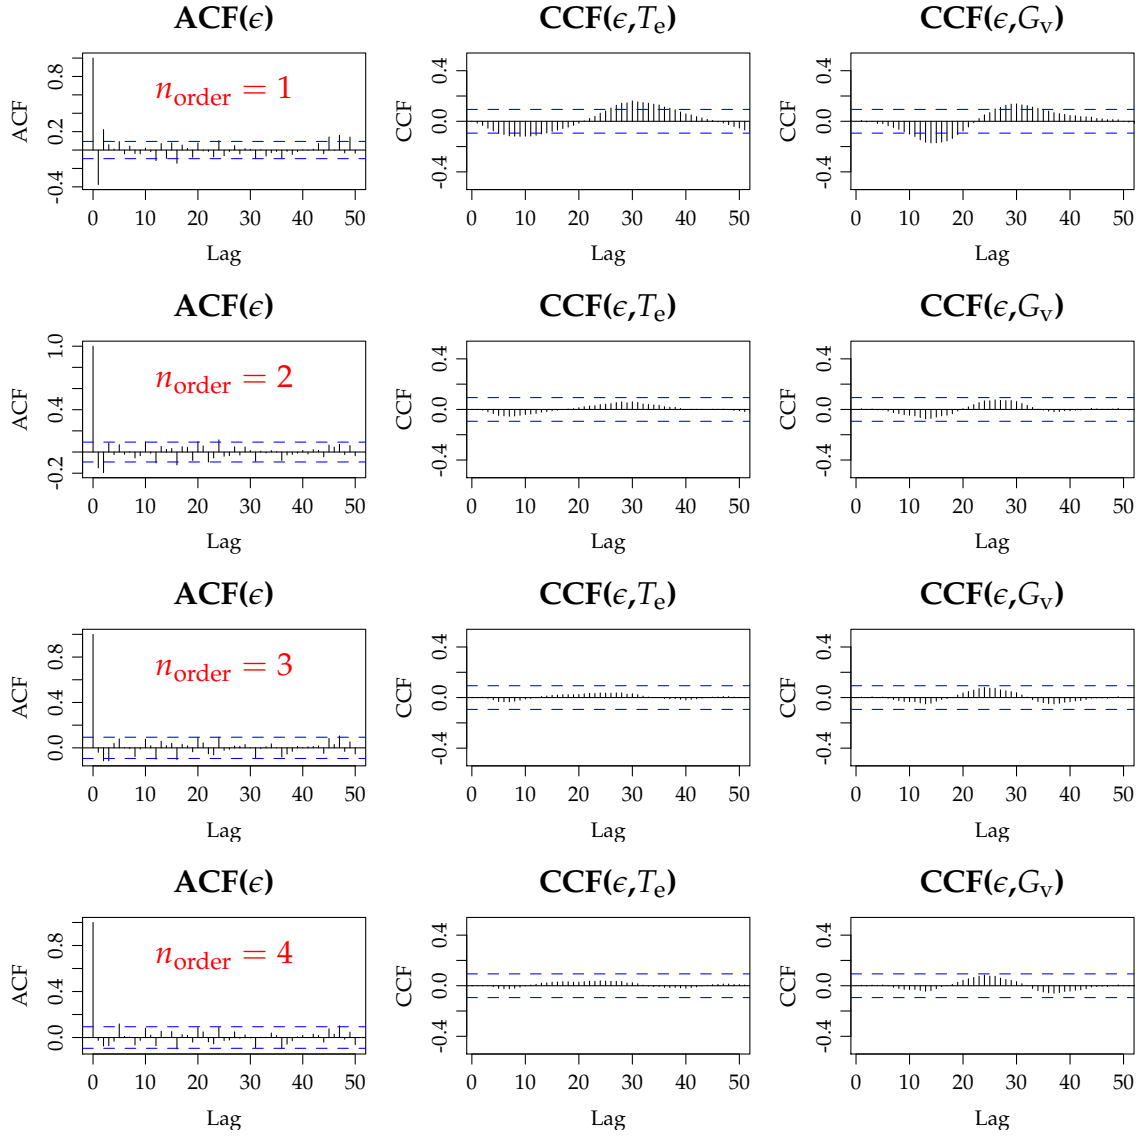 ACF(ϵ) CCF(ϵ,Te) CCF(ϵ,Gv)
norder = 1
ACF
-0.4 0.2 0.8
0 10 20 30 40 50
Lag
CCF
-0.4 0.0 0.4
0 10 20 30 40 50
Lag
CCF
-0.4 0.0 0.4
0 10 20 30 40 50
Lag
ACF(ϵ) CCF(ϵ,Te) CCF(ϵ,Gv)
norder = 2
ACF
-0.2 0.4 1.0
0 10 20 30 40 50
Lag
CCF
-0.4 0.0 0.4
0 10 20 30 40 50
Lag
CCF
-0.4 0.0 0.4
0 10 20 30 40 50
Lag
ACF(ϵ) CCF(ϵ,Te) CCF(ϵ,Gv)
norder = 3
ACF
0.0 0.4 0.8
0 10 20 30 40 50
Lag
CCF
-0.4 0.0 0.4
0 10 20 30 40 50
Lag
CCF
-0.4 0.0 0.4
0 10 20 30 40 50
Lag
ACF(ϵ) CCF(ϵ,Te) CCF(ϵ,Gv)
norder = 4
ACF
0.0 0.4 0.8
0 10 20 30 40 50
Lag
CCF
-0.4 0.0 0.4
0 10 20 30 40 50
Lag
CCF
-0.4 0.0 0.4
0 10 20 30 40 50
Lag